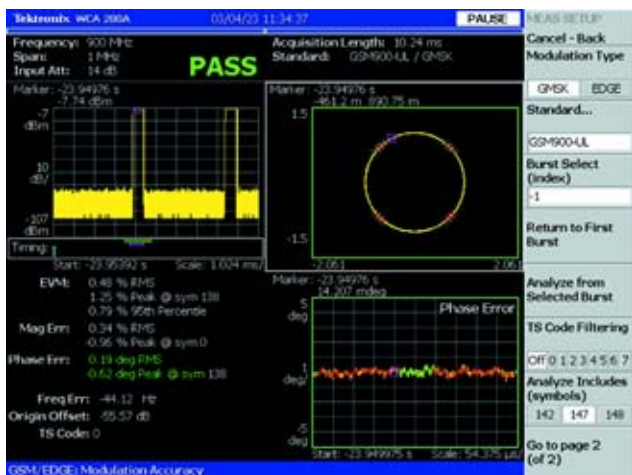 Tektronix WCA 280A 03/04/23 11:34:37 PAUSE MEAS SETUP
Frequency: 900 MHz
Span: 1 MHz
Input Att: 14 dB
PASS
Acquisition Length: 10.24 ms
Standard: GSM900-UL / GMSK
Cancel - Back
Modulation Type
GMSK EDGE
Standard...
GSM900-UL
Burst Select
(index)
-1
Return to First
Burst
Analyze from
Selected Burst
TS Code Filtering
Off 0 1 2 3 4 5 6 7
Analyze Includes
(symbols)
142 147 148
Go to page 2
(of 2)
Marker: -23.94976 s
-7.74 dBm
-7
dBm
10
dB/
-107
dBm
Timing:
Start: -23.95392 s Scale: 1.024 ms/
Marker: -23.94976 s
-461.2 m 890.75 m
1.5
-1.5
-2.061 2.061
EVM: 0.48 % RMS
1.25 % Peak @ sym 138
0.79 % 95th Percentile
Mag Err: 0.34 % RMS
-0.96 % Peak @ sym 0
Phase Err: 0.19 deg RMS
-0.62 deg Peak @ sym 138
Freq Err: -44.12 Hz
Origin Offset: -55.57 dB
TS Code: 0
Marker: -23.94976 s
14.207 mdeg
5
deg
Phase Error
1
deg/
-5
deg
Start: -23.949975 s Scale: 54.375 µs/
GSM/EDGE: Modulation Accuracy